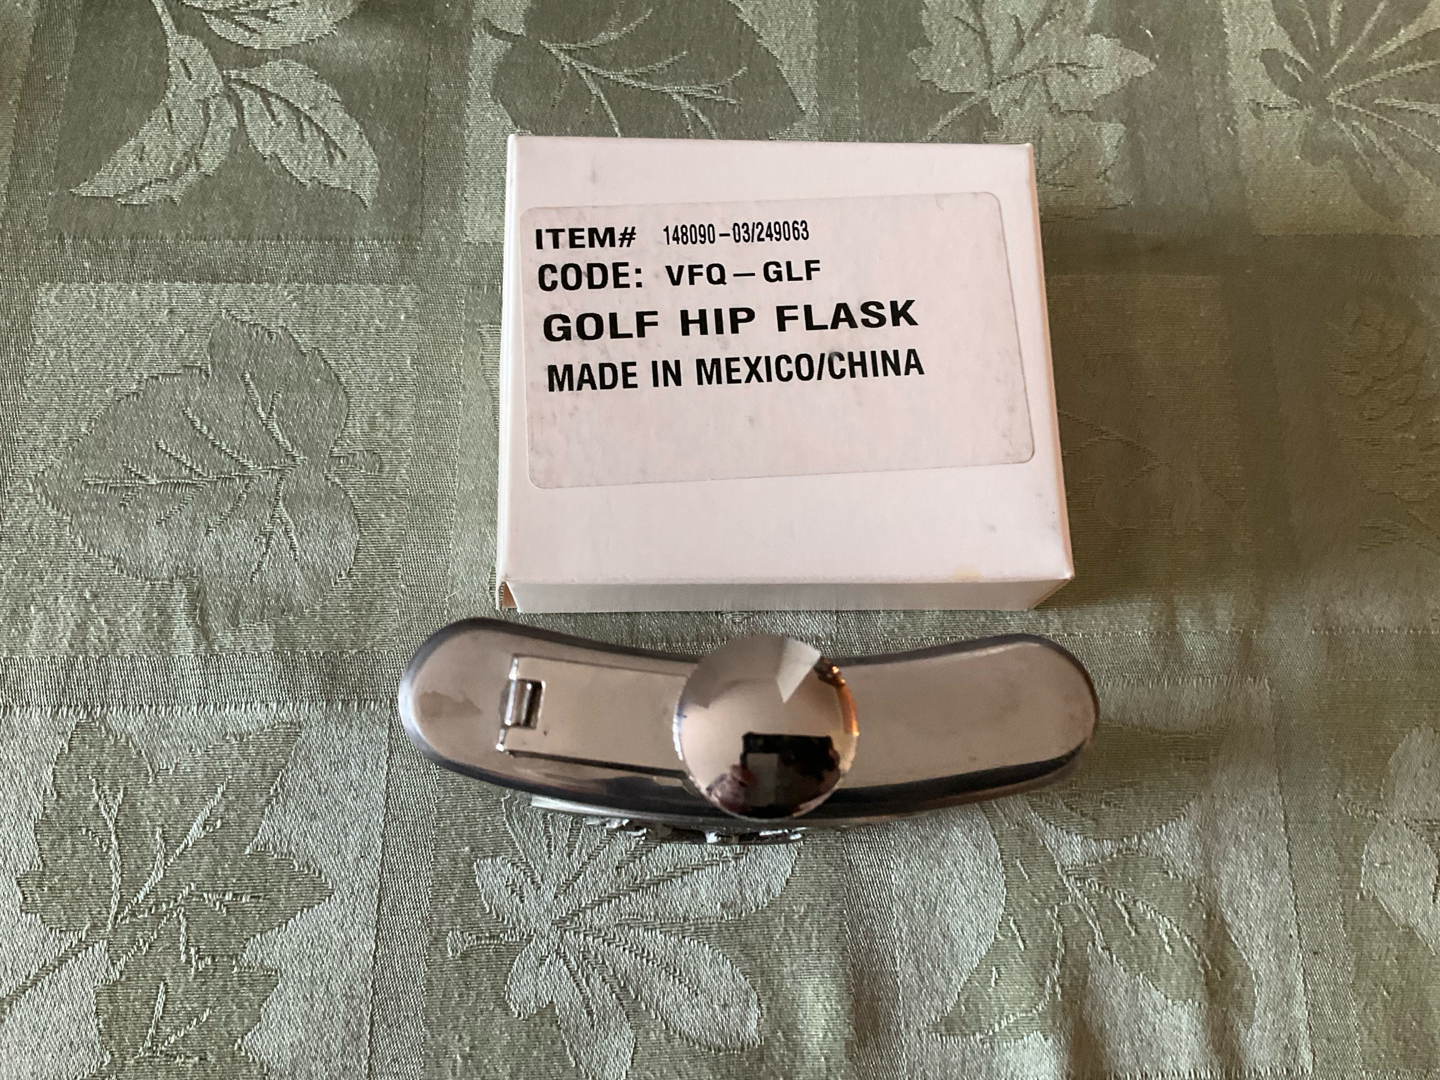 ITEM# 148090-03/249063
CODE: VFQ-GLF
GOLF HIP FLASK
MADE IN MEXICO/CHINA